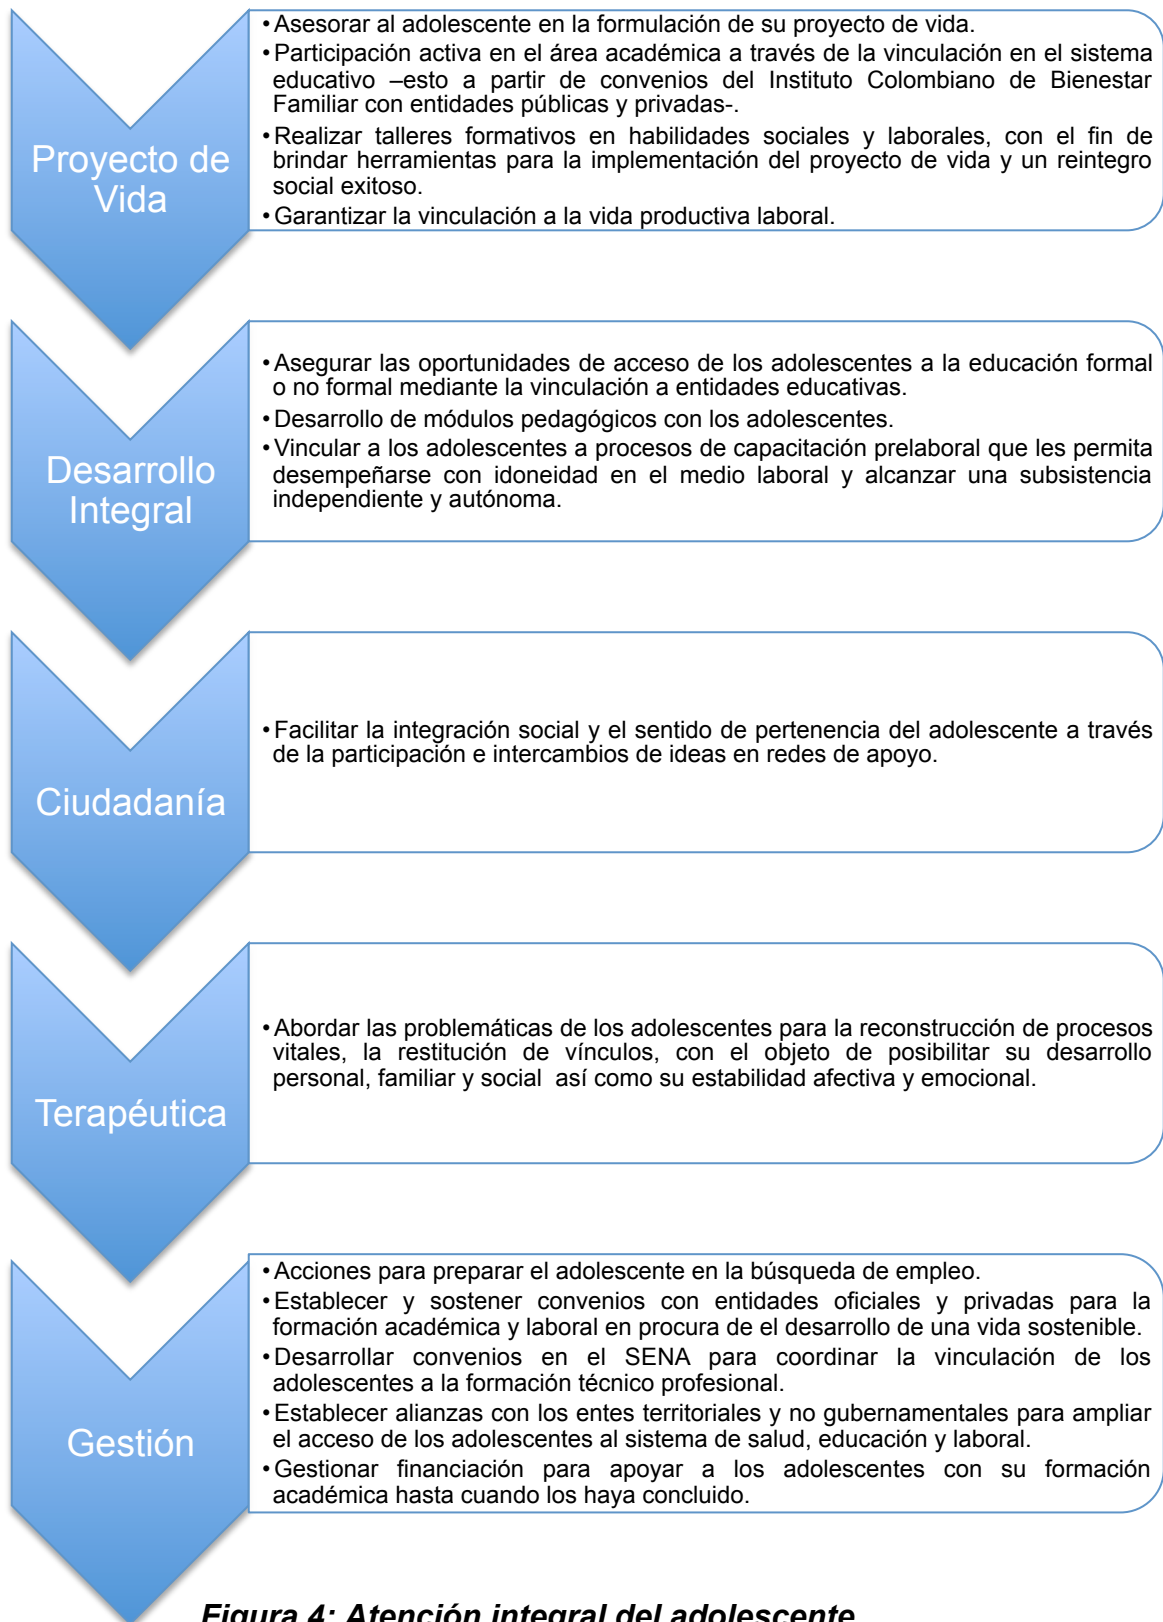 Proyecto de
Vida
•Asesorar al adolescente en la formulación de su proyecto de vida.
•Participación activa en el área académica a través de la vinculación en el sistema
educativo –esto a partir de convenios del Instituto Colombiano de Bienestar
Familiar con entidades públicas y privadas-.
•Realizar talleres formativos en habilidades sociales y laborales, con el fin de
brindar herramientas para la implementación del proyecto de vida y un reintegro
social exitoso.
•Garantizar la vinculación a la vida productiva laboral.
Desarrollo
Integral
•Asegurar las oportunidades de acceso de los adolescentes a la educación formal
o no formal mediante la vinculación a entidades educativas.
•Desarrollo de módulos pedagógicos con los adolescentes.
•Vincular a los adolescentes a procesos de capacitación prelaboral que les permita
desempeñarse con idoneidad en el medio laboral y alcanzar una subsistencia
independiente y autónoma.
Ciudadanía
•Facilitar la integración social y el sentido de pertenencia del adolescente a través
de la participación e intercambios de ideas en redes de apoyo.
Terapéutica
•Abordar las problemáticas de los adolescentes para la reconstrucción de procesos
vitales, la restitución de vínculos, con el objeto de posibilitar su desarrollo
personal, familiar y social  así como su estabilidad afectiva y emocional.
Gestión
•Acciones para preparar el adolescente en la búsqueda de empleo.
•Establecer y sostener convenios con entidades oficiales y privadas para la
formación académica y laboral en procura de el desarrollo de una vida sostenible.
•Desarrollar convenios en el SENA para coordinar la vinculación de los
adolescentes a la formación técnico profesional.
•Establecer alianzas con los entes territoriales y no gubernamentales para ampliar
el acceso de los adolescentes al sistema de salud, educación y laboral.
•Gestionar financiación para apoyar a los adolescentes con su formación
académica hasta cuando los haya concluido.
Figura 4: Atención integral del adolescente